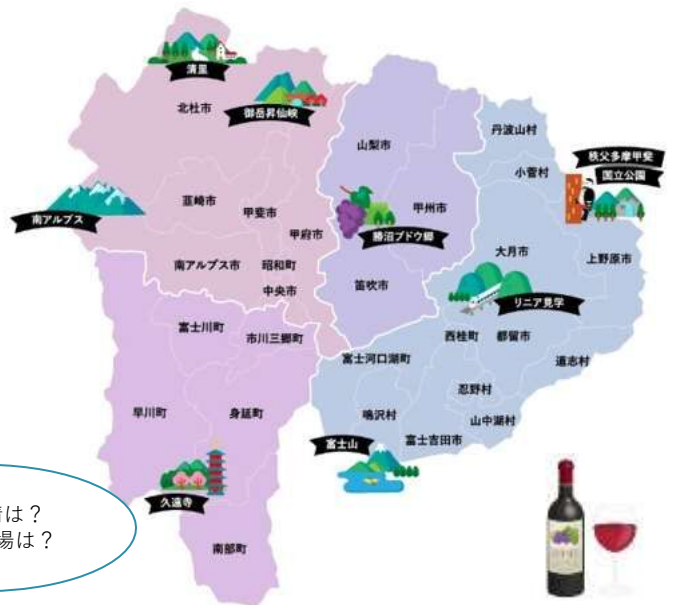 清里
北杜市
御岳昇仙峡
丹波山村
山梨市
秩父多摩甲斐
国立公園
小菅村
韮崎市
甲斐市
甲州市
南アルプス
甲府市
勝沼ブドウ郷
大月市
上野原市
南アルプス市
昭和町
中央市
笛吹市
リニア見学
富士川町
市川三郷町
西桂町
都留市
富士河口湖町
道志村
忍野村
早川町
身延町
鳴沢村
山中湖村
富士山
富士吉田市
久遠寺
は？
場は？
南部町